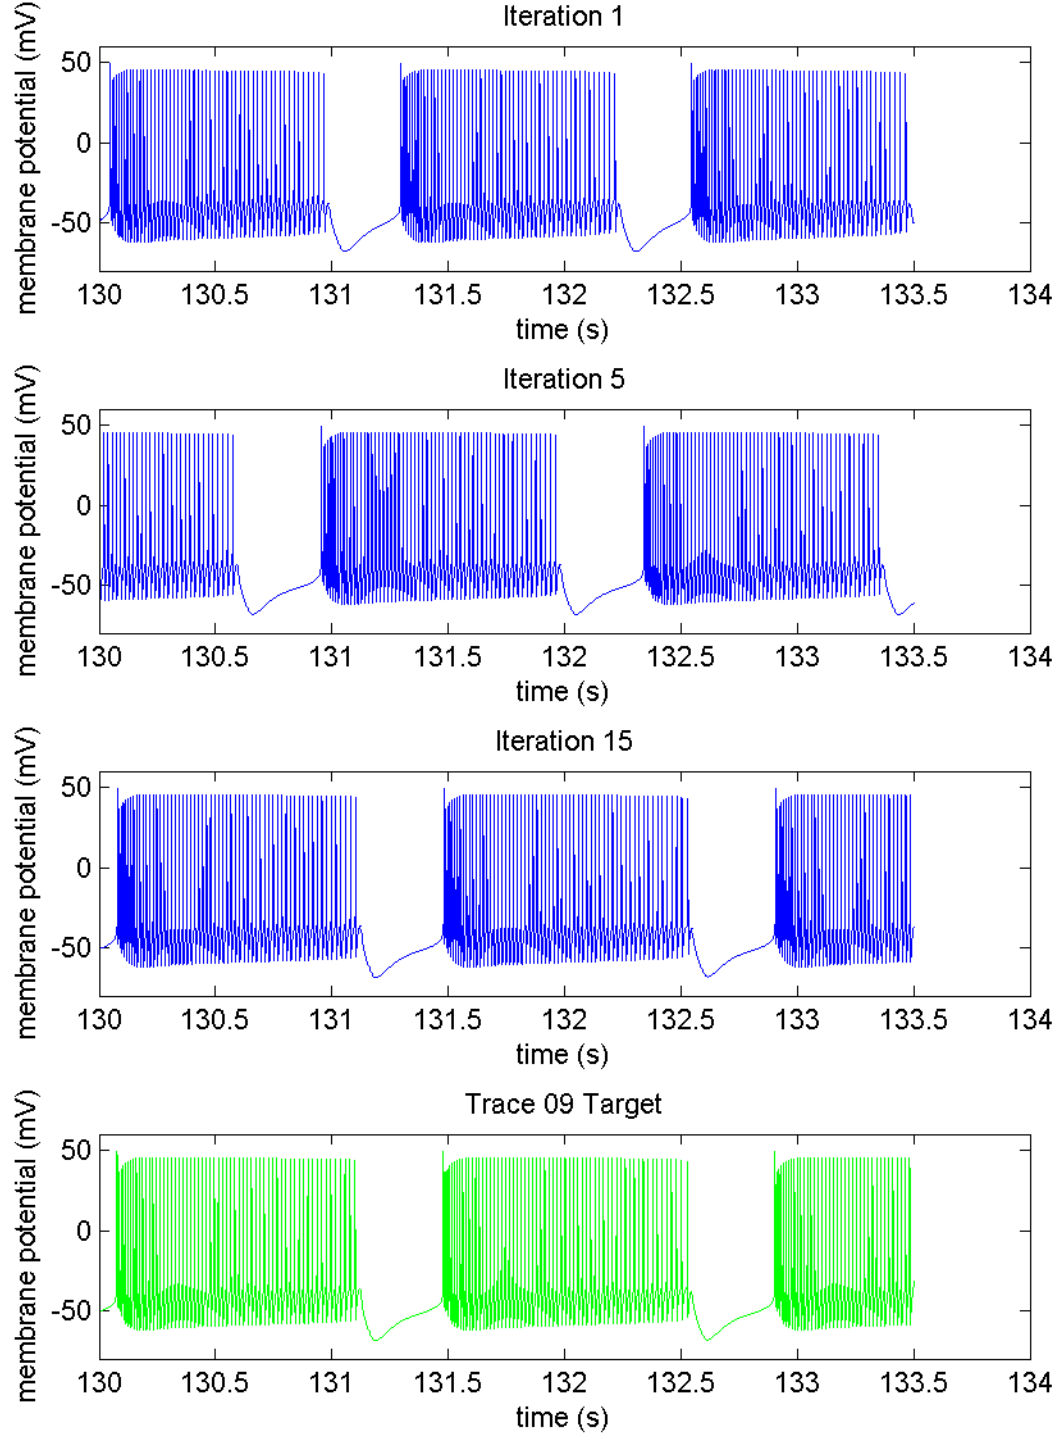 Iteration 1
membrane potential (mV)
50
0
-50
130 130.5 131 131.5 132 132.5 133 133.5 134
time (s)
Iteration 5
membrane potential (mV)
50
0
-50
130 130.5 131 131.5 132 132.5 133 133.5 134
time (s)
Iteration 15
membrane potential (mV)
50
0
-50
130 130.5 131 131.5 132 132.5 133 133.5 134
time (s)
Trace 09 Target
membrane potential (mV)
50
0
-50
130 130.5 131 131.5 132 132.5 133 133.5 134
time (s)